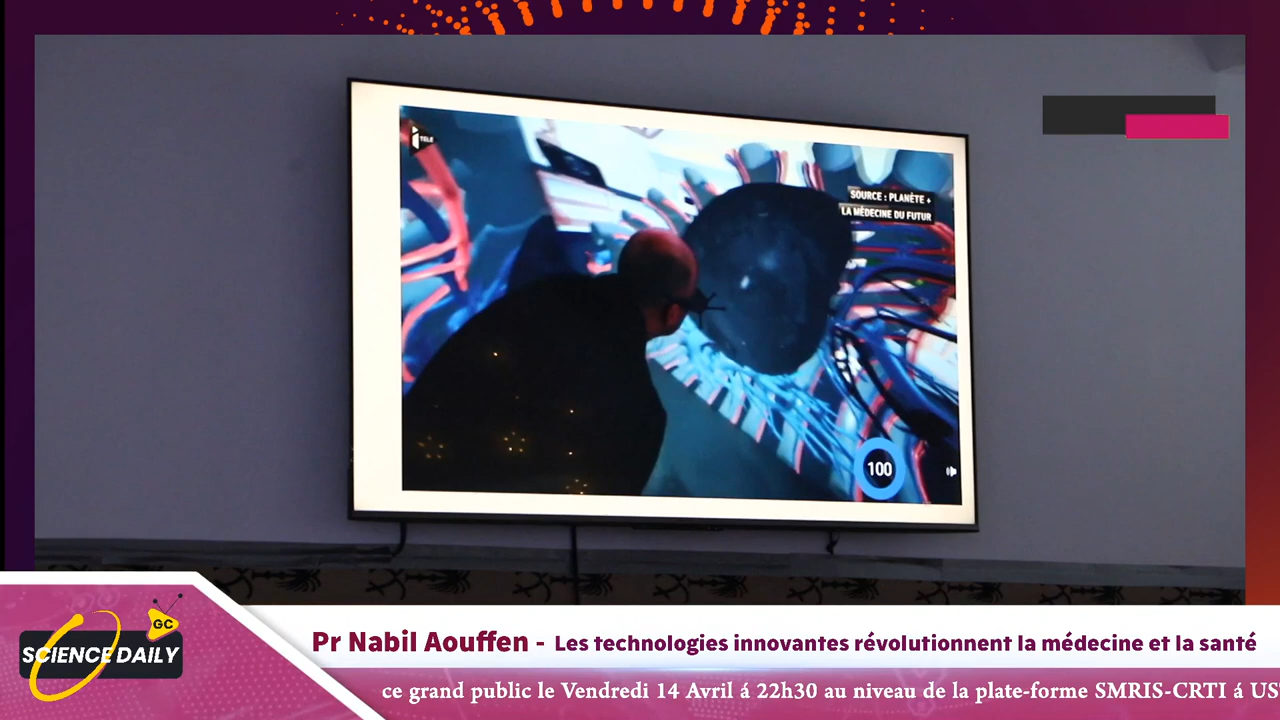 TELE
SOURCE : PLANÈTE +
LA MÉDECINE DU FUTUR
100
GC
SCIENCE DAILY
Pr Nabil Aouffen - Les technologies innovantes révolutionnent la médecine et la santé
ce grand public le Vendredi 14 Avril á 22h30 au niveau de la plate-forme SMRIS-CRTI á US